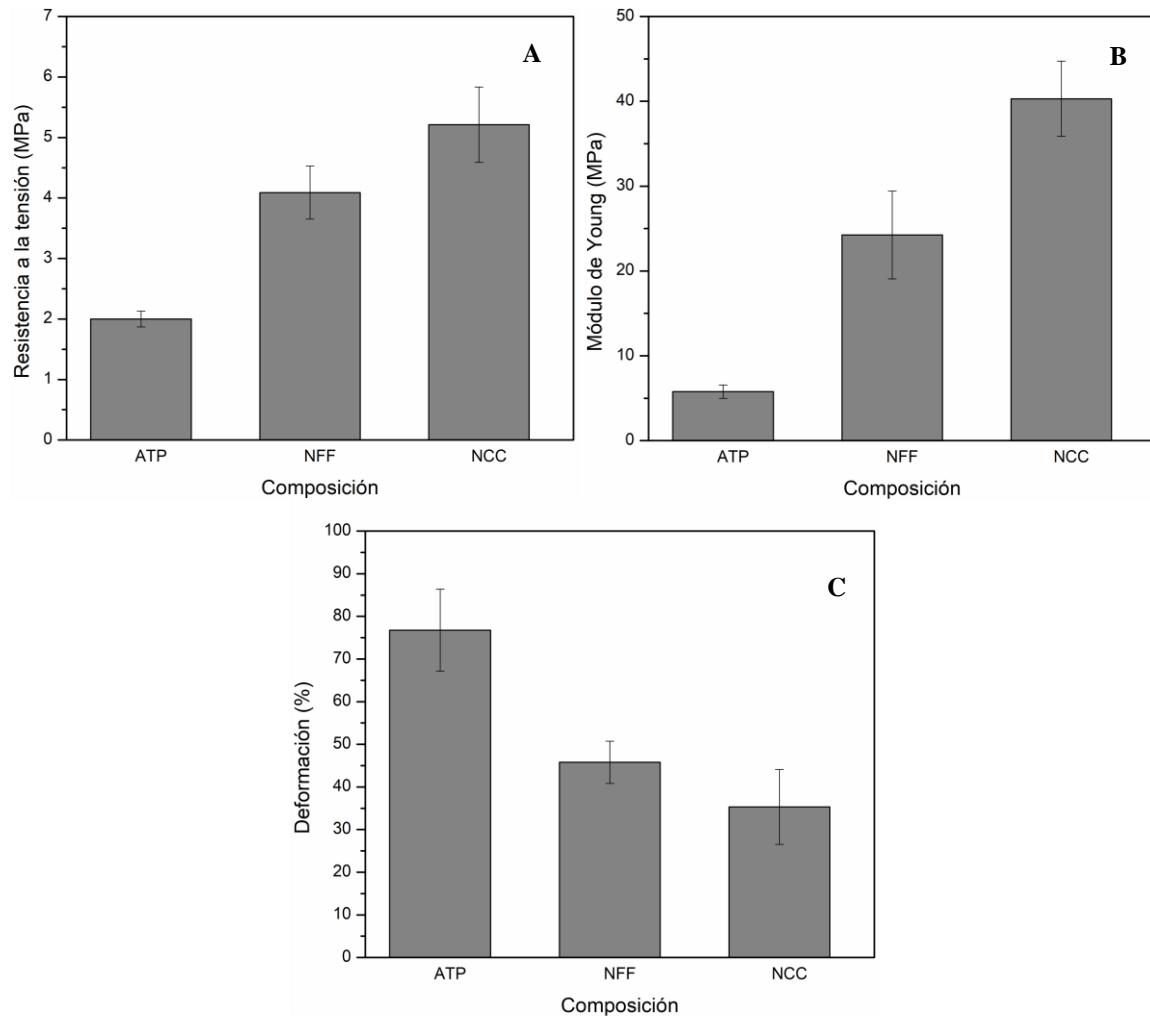 A
Resistencia a la tensión (MPa)
7
6
5
4
3
2
1
0
ATP NFF NCC
Composición
B
Módulo de Young (MPa)
50
40
30
20
10
0
ATP NFF NCC
Composición
C
Deformación (%)
100
90
80
70
60
50
40
30
20
10
0
ATP NFF NCC
Composición